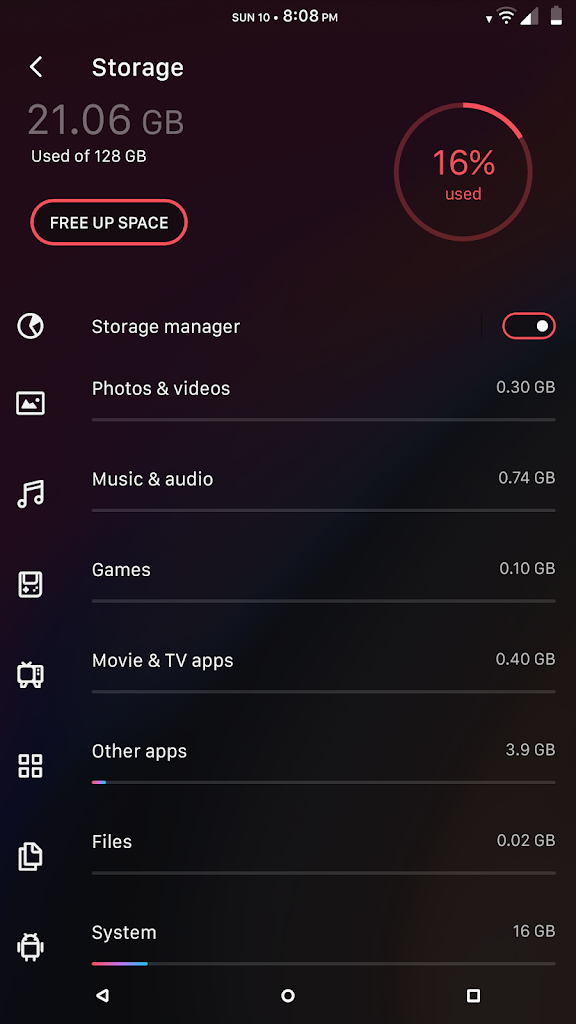 SUN 10 • 8:08 PM
Storage
21.06 GB
Used of 128 GB
16%
used
FREE UP SPACE
Storage manager
Photos & videos 0.30 GB
Music & audio 0.74 GB
Games 0.10 GB
Movie & TV apps 0.40 GB
Other apps 3.9 GB
Files 0.02 GB
System 16 GB